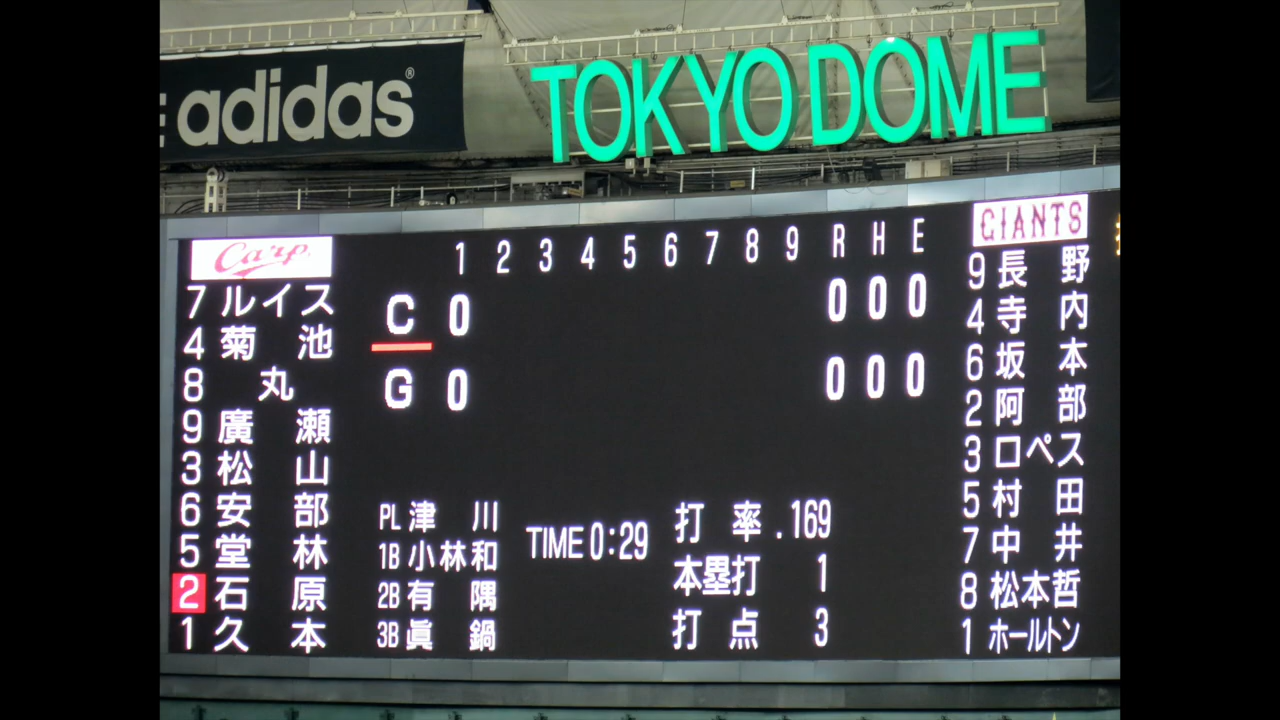 adidas®
TOKYO DOME
Carp
1 2 3 4 5 6 7 8 9 R H E
GIANTS
7 ルイス
4 菊池
8 丸
9 廣瀬
3 松山
6 安部
5 堂林
2 石原
1 久本
C 0 0 0 0
G 0 0 0 0
PL 津川
1B 小林和
2B 有隅
3B 眞鍋
TIME 0:29
打率 .169
本塁打 1
打点 3
9 長野
4 寺内
6 坂本
2 阿部
3 ロペス
5 村田
7 中井
8 松本哲
1 ホールトン